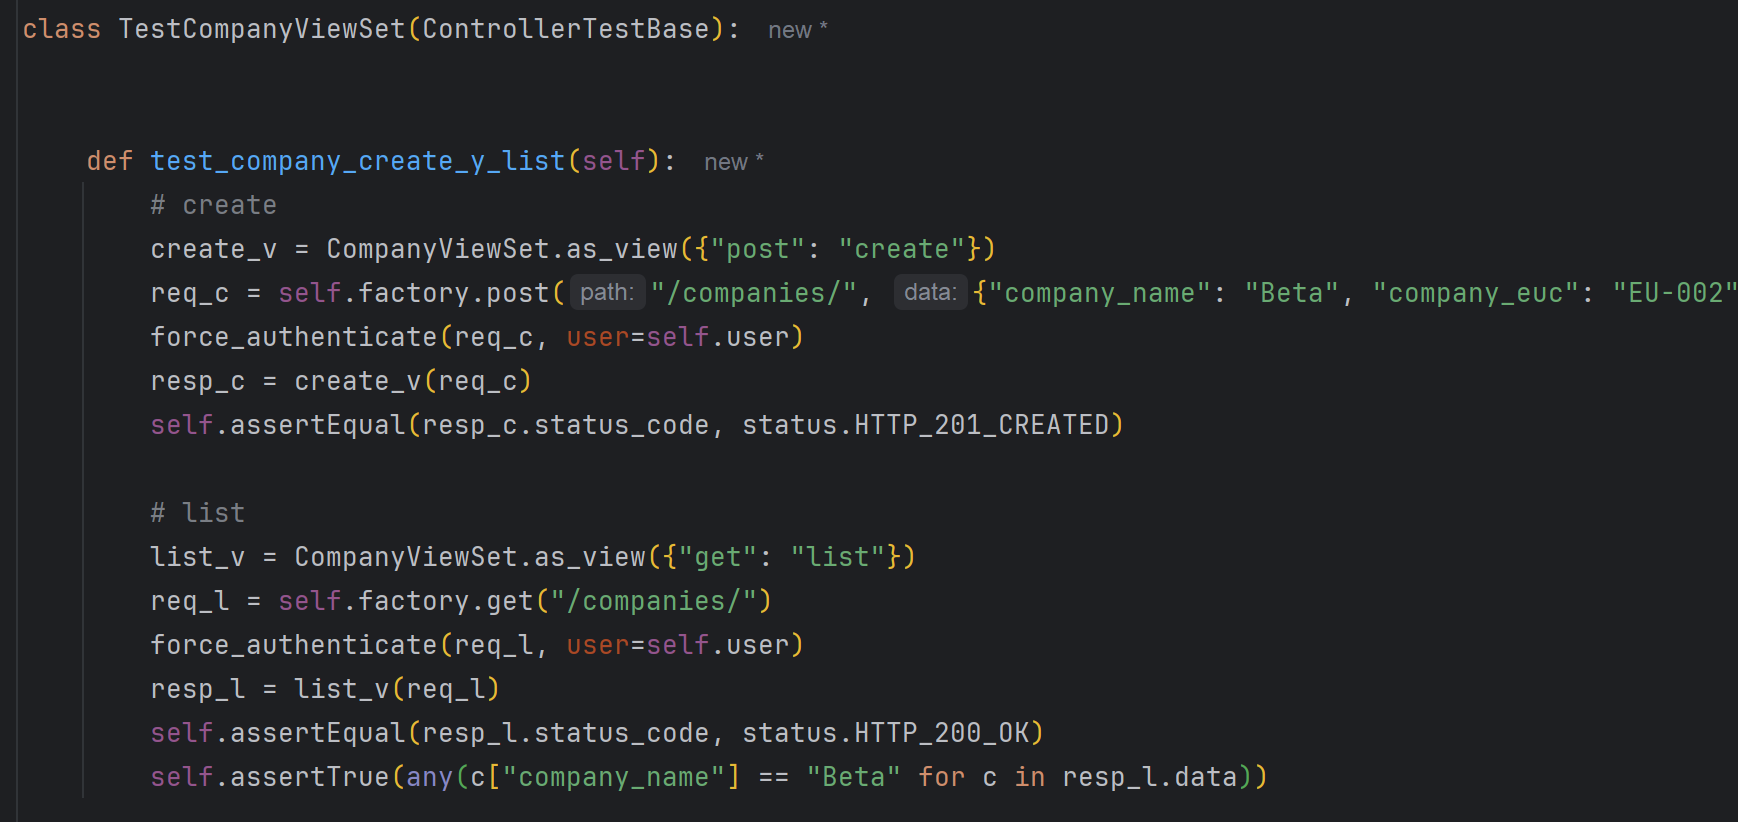 class TestCompanyViewSet(ControllerTestBase): new *
def test_company_create_y_list(self): new *
# create
create_v = CompanyViewSet.as_view({"post": "create"})
req_c = self.factory.post( path: "/companies/", data: {"company_name": "Beta", "company_euc": "EU-002"
force_authenticate(req_c, user=self.user)
resp_c = create_v(req_c)
self.assertEqual(resp_c.status_code, status.HTTP_201_CREATED)
# list
list_v = CompanyViewSet.as_view({"get": "list"})
req_l = self.factory.get("/companies/")
force_authenticate(req_l, user=self.user)
resp_l = list_v(req_l)
self.assertEqual(resp_l.status_code, status.HTTP_200_OK)
self.assertTrue(any(c["company_name"] == "Beta" for c in resp_l.data))